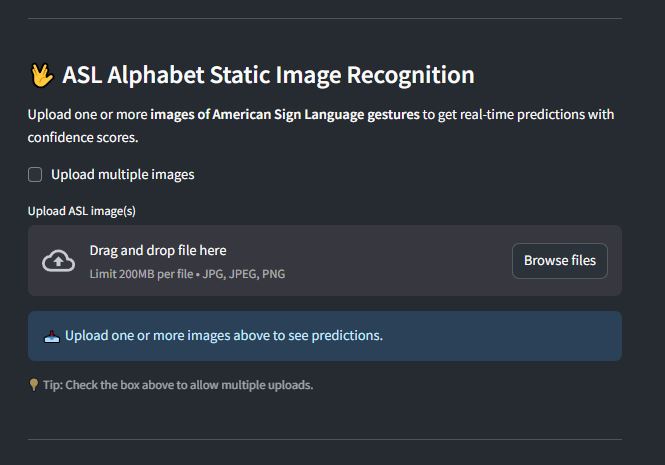 🖖 ASL Alphabet Static Image Recognition
Upload one or more images of American Sign Language gestures to get real-time predictions with
confidence scores.
Upload multiple images
Upload ASL image(s)
Drag and drop file here
Limit 200MB per file • JPG, JPEG, PNG
Browse files
📥 Upload one or more images above to see predictions.
💡 Tip: Check the box above to allow multiple uploads.